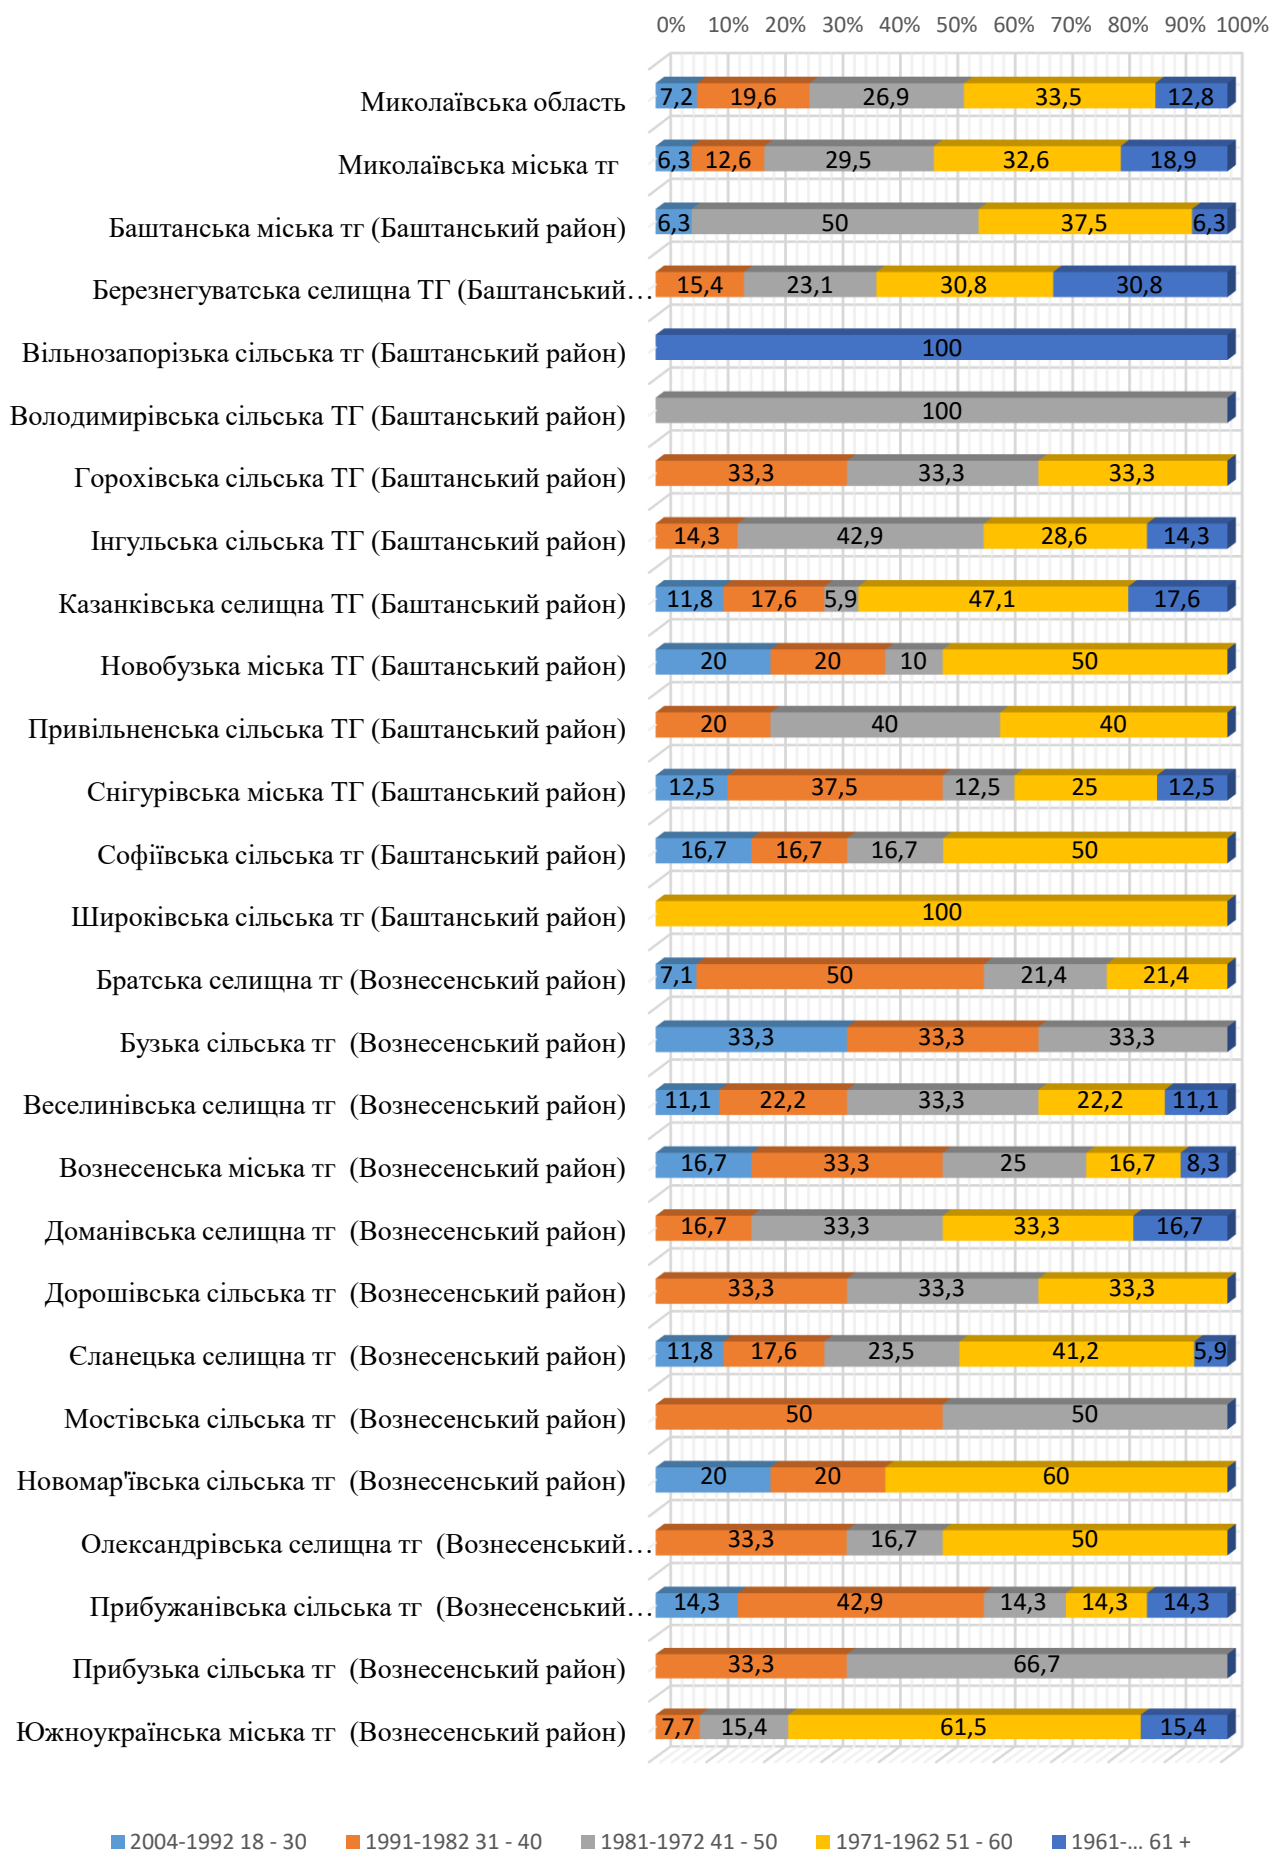 0% 10% 20% 30% 40% 50% 60% 70% 80% 90% 100%
Миколаївська область 7,2 19,6 26,9 33,5 12,8
Миколаївська міська тг 6,3 12,6 29,5 32,6 18,9
Баштанська міська тг (Баштанський район) 6,3 50 37,5 6,3
Березнегуватська селищна ТГ (Баштанський… 15,4 23,1 30,8 30,8
Вільнозапорізька сільська тг (Баштанський район) 100
Володимирівська сільська ТГ (Баштанський район) 100
Горохівська сільська ТГ (Баштанський район) 33,3 33,3 33,3
Інгульська сільська ТГ (Баштанський район) 14,3 42,9 28,6 14,3
Казанківська селищна ТГ (Баштанський район) 11,8 17,6 5,9 47,1 17,6
Новобузька міська ТГ (Баштанський район) 20 20 10 50
Привільненська сільська ТГ (Баштанський район) 20 40 40
Снігурівська міська ТГ (Баштанський район) 12,5 37,5 12,5 25 12,5
Софіївська сільська тг (Баштанський район) 16,7 16,7 16,7 50
Широківська сільська тг (Баштанський район) 100
Братська селищна тг (Вознесенський район) 7,1 50 21,4 21,4
Бузька сільська тг (Вознесенський район) 33,3 33,3 33,3
Веселинівська селищна тг (Вознесенський район) 11,1 22,2 33,3 22,2 11,1
Вознесенська міська тг (Вознесенський район) 16,7 33,3 25 16,7 8,3
Доманівська селищна тг (Вознесенський район) 16,7 33,3 33,3 16,7
Дорошівська сільська тг (Вознесенський район) 33,3 33,3 33,3
Єланецька селищна тг (Вознесенський район) 11,8 17,6 23,5 41,2 5,9
Мостівська сільська тг (Вознесенський район) 50 50
Новомар'ївська сільська тг (Вознесенський район) 20 20 60
Олександрівська селищна тг (Вознесенський… 33,3 16,7 50
Прибужанівська сільська тг (Вознесенський… 14,3 42,9 14,3 14,3 14,3
Прибузька сільська тг (Вознесенський район) 33,3 66,7
Южноукраїнська міська тг (Вознесенський район) 7,7 15,4 61,5 15,4
2004-1992 18 - 30 1991-1982 31 - 40 1981-1972 41 - 50 1971-1962 51 - 60 1961-... 61 +